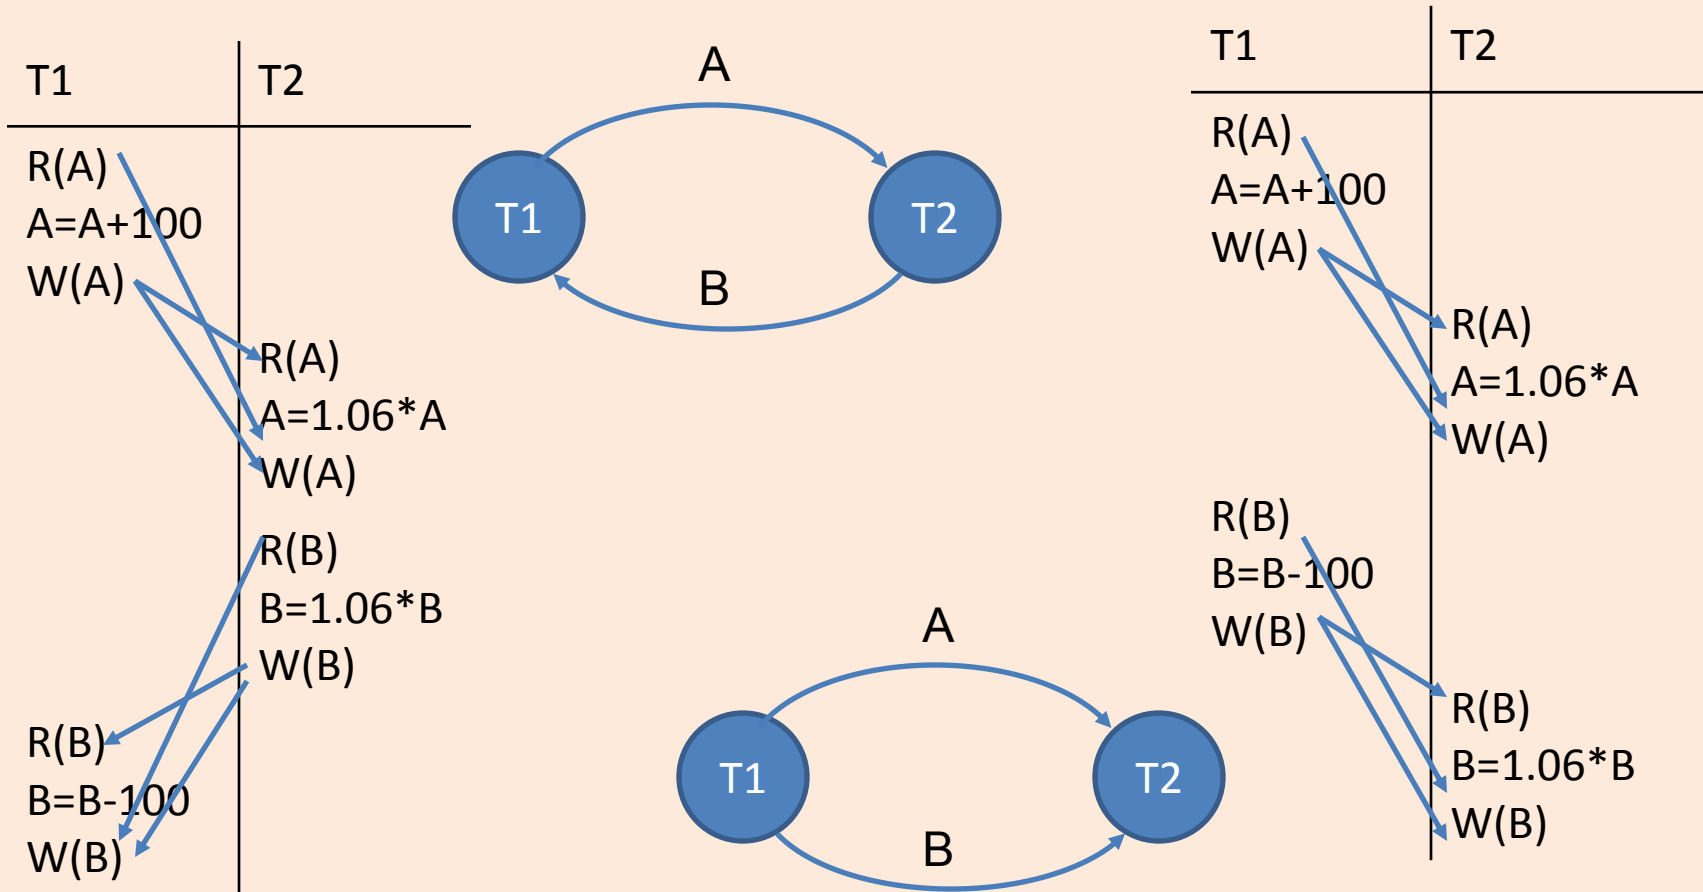 T1 T2
R(A)
A=A+100
W(A)
R(A)
A=1.06*A
W(A)
R(B)
B=1.06*B
W(B)
R(B)
B=B-100
W(B)
A
T1 T2
B
A
T1 T2
B
T1 T2
R(A)
A=A+100
W(A)
R(A)
A=1.06*A
W(A)
R(B)
B=B-100
W(B)
R(B)
B=1.06*B
W(B)